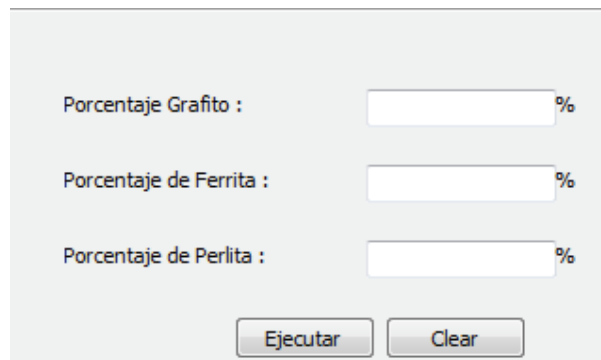 Porcentaje Grafito : %
Porcentaje de Ferrita : %
Porcentaje de Perlita : %
Ejecutar Clear